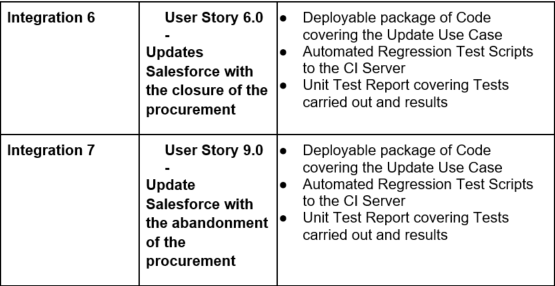 Integration 6
User Story 6.0
-
Updates
Salesforce with
the closure of the
procurement
● Deployable package of Code
covering the Update Use Case
● Automated Regression Test Scripts
to the CI Server
● Unit Test Report covering Tests
carried out and results
Integration 7
User Story 9.0
-
Update
Salesforce with
the abandonment
of the
procurement
● Deployable package of Code
covering the Update Use Case
● Automated Regression Test Scripts
to the CI Server
● Unit Test Report covering Tests
carried out and results